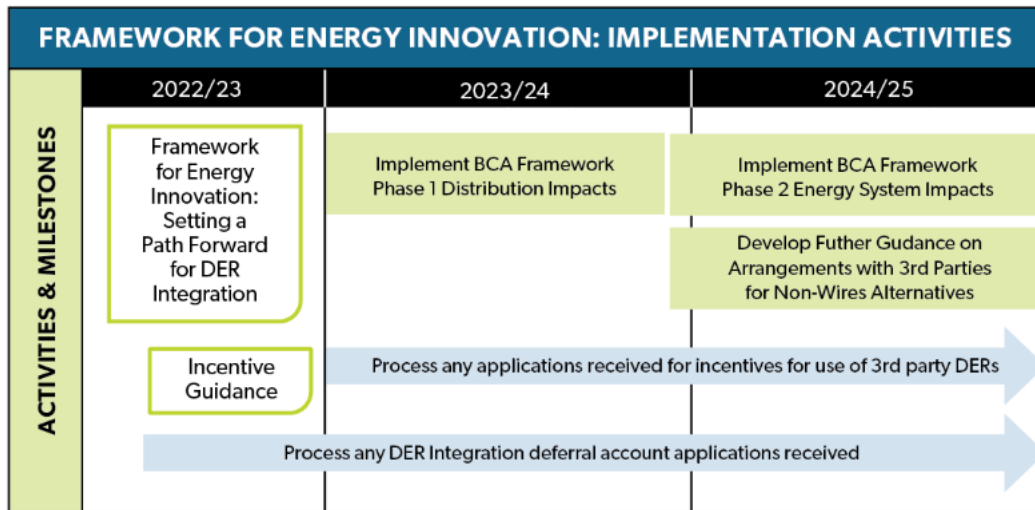 FRAMEWORK FOR ENERGY INNOVATION: IMPLEMENTATION ACTIVITIES
2022/23
2023/24
2024/25
ACTIVITIES & MILESTONES
Framework
for Energy
Innovation:
Setting a
Path Forward
for DER
Integration
Implement BCA Framework
Phase 1 Distribution Impacts
Implement BCA Framework
Phase 2 Energy System Impacts
Develop Futher Gudance on
Arrangements with 3rd Parties
for Non-Wires Alternatives
Incentive
Guidance
Process any applications received for incentives for use of 3rd party DERs
Process any DER Integration deferral account applications received